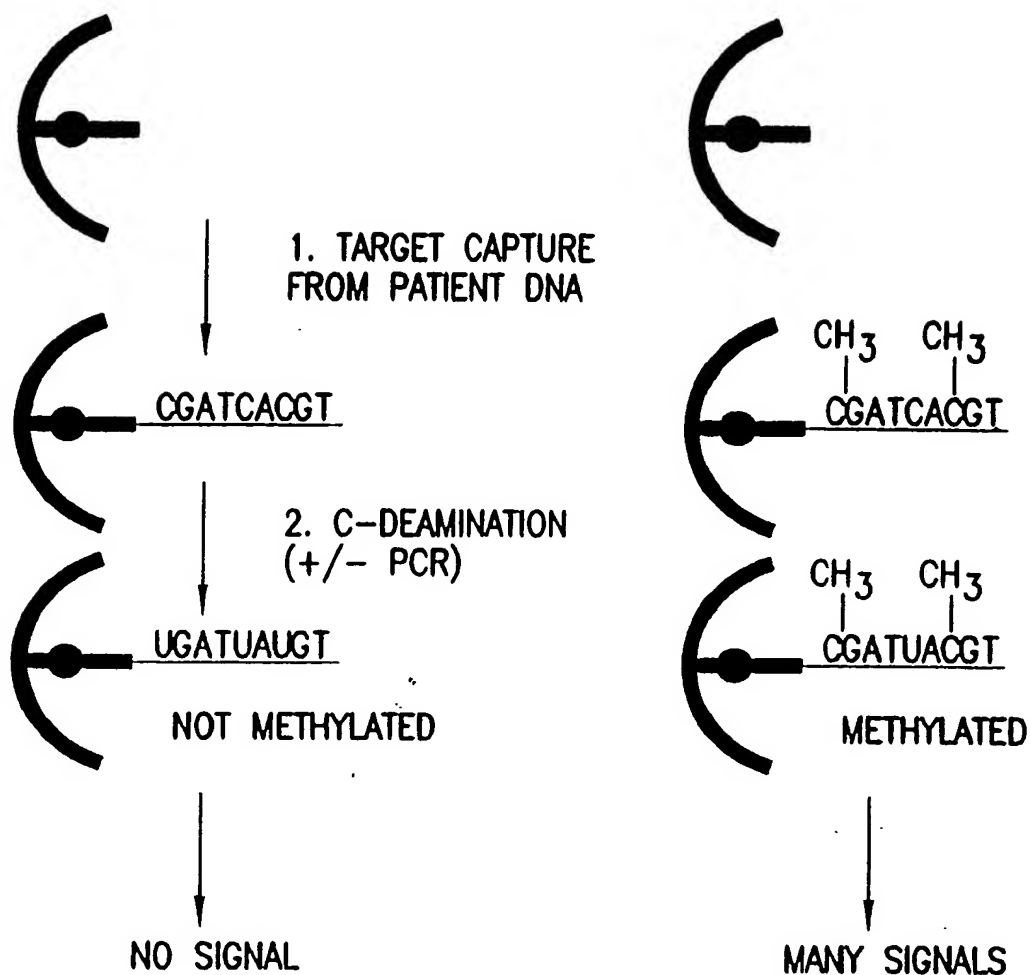 1. TARGET CAPTURE
FROM PATIENT DNA
CH3 CH3
CGATCACGT
CGATCACGT
2. C-DEAMINATION
(+/- PCR)
CH3 CH3
UGATUAUGT
CGATUACGT
NOT METHYLATED
METHYLATED
NO SIGNAL
MANY SIGNALS